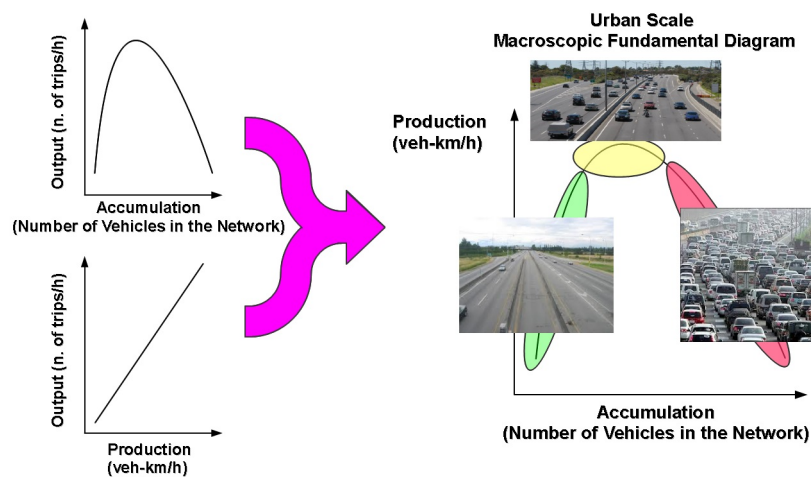 Output (n. of trips/h)
Accumulation
(Number of Vehicles in the Network)
Output (n. of trips/h)
Production
(veh-km/h)
Urban Scale
Macroscopic Fundamental Diagram
Production
(veh-km/h)
Accumulation
(Number of Vehicles in the Network)